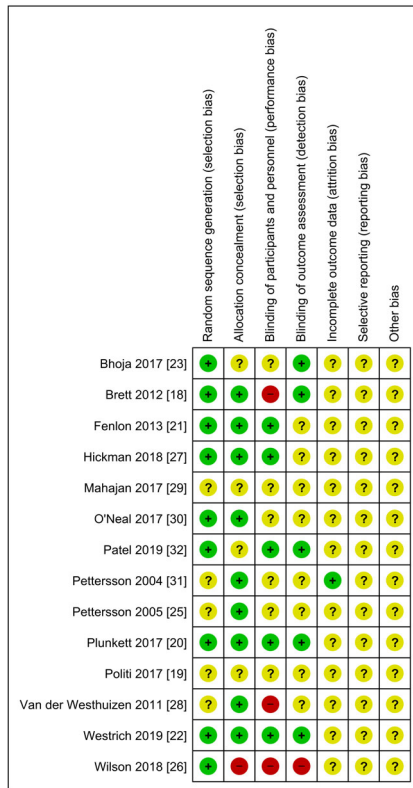 Random sequence generation (selection bias)
Allocation concealment (selection bias)
Blinding of participants and personnel (performance bias)
Blinding of outcome assessment (detection bias)
Incomplete outcome data (attrition bias)
Selective reporting (reporting bias)
Other bias
Bhoja 2017 [23] + ? ? + ? ? ?
Brett 2012 [18] + + - + ? ? ?
Fenlon 2013 [21] + + + ? ? ? ?
Hickman 2018 [27] + + + ? ? ? ?
Mahajan 2017 [29] ? ? ? ? ? ? ?
O'Neal 2017 [30] + + ? ? ? ? ?
Patel 2019 [32] + ? + + ? ? ?
Pettersson 2004 [31] ? + ? ? + ? ?
Pettersson 2005 [25] ? + ? ? ? ? ?
Plunkett 2017 [20] + + + + ? ? ?
Politi 2017 [19] ? ? ? ? ? ? ?
Van der Westhuizen 2011 [28] ? + - ? ? ? ?
Westrich 2019 [22] + + + + ? ? ?
Wilson 2018 [26] + - - - ? ? ?